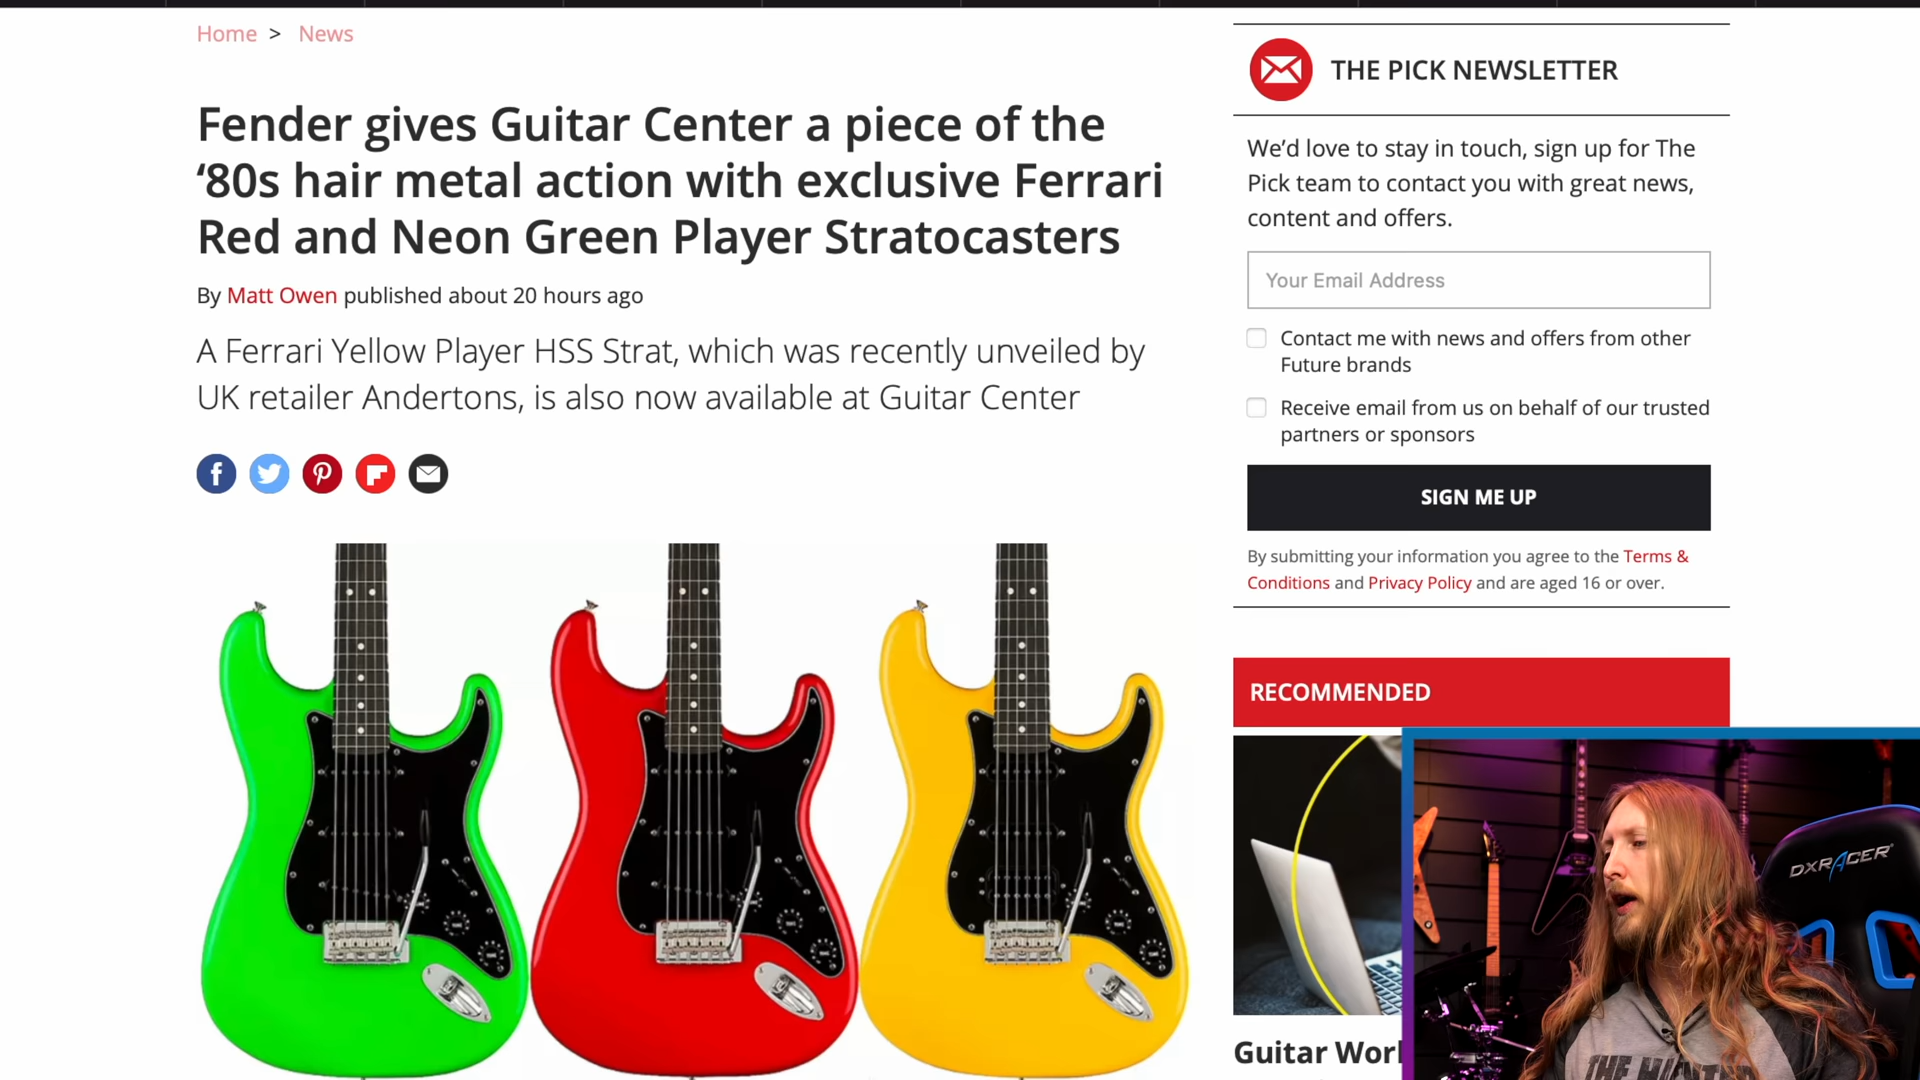 Home > News
Fender gives Guitar Center a piece of the
‘80s hair metal action with exclusive Ferrari
Red and Neon Green Player Stratocasters
By Matt Owen published about 20 hours ago
A Ferrari Yellow Player HSS Strat, which was recently unveiled by
UK retailer Andertons, is also now available at Guitar Center
THE PICK NEWSLETTER
We’d love to stay in touch, sign up for The
Pick team to contact you with great news,
content and offers.
Your Email Address
Contact me with news and offers from other
Future brands
Receive email from us on behalf of our trusted
partners or sponsors
SIGN ME UP
By submitting your information you agree to the Terms &
Conditions and Privacy Policy and are aged 16 or over.
RECOMMENDED
Guitar
DXRACER
THE